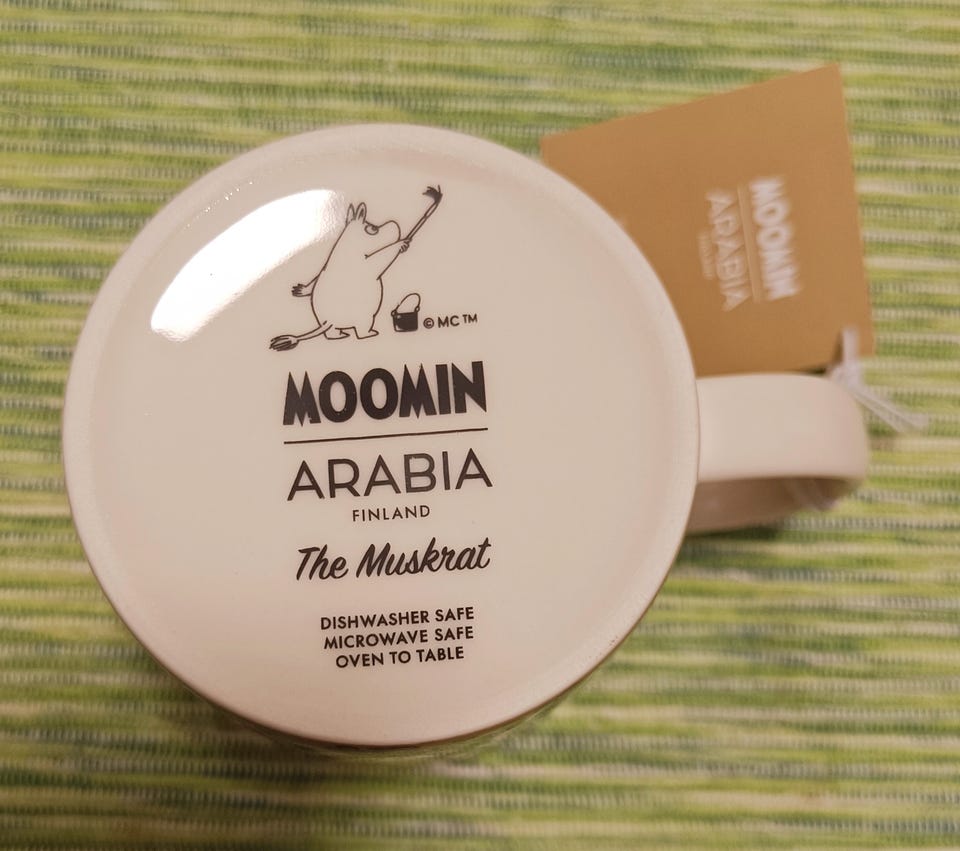 © MC ™
MOOMIN
ARABIA
FINLAND
The Muskrat
DISHWASHER SAFE
MICROWAVE SAFE
OVEN TO TABLE
MOOMIN
ARABIA